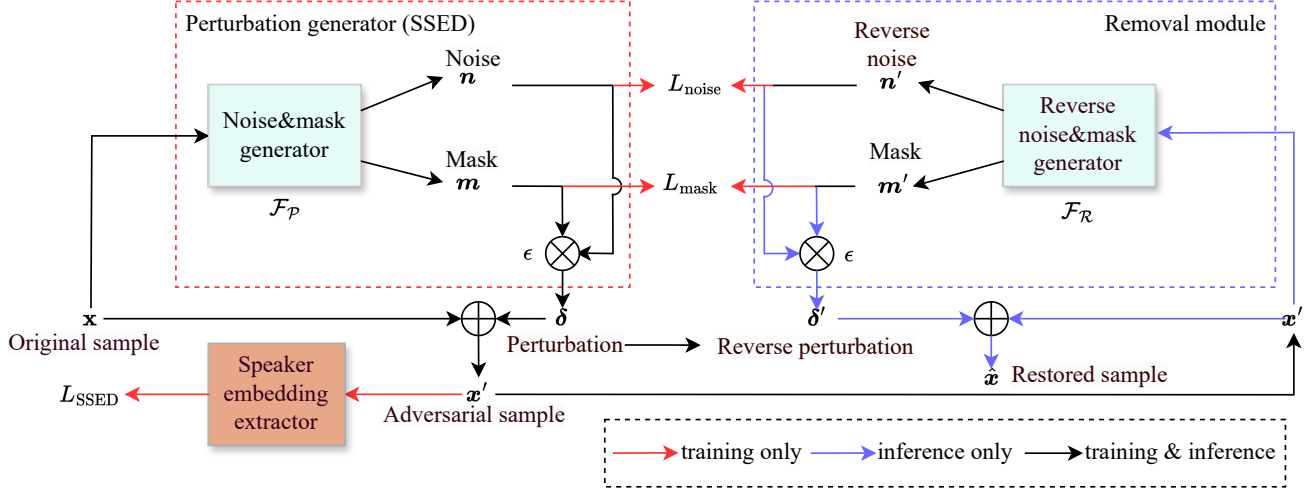 Perturbation generator (SSED)
Removal module
Noise
n
Noise&mask
generator
Mask
m
F_P
L_noise
L_mask
Reverse
noise
n′
Mask
m′
Reverse
noise&mask
generator
F_R
ϵ
ϵ
x
Original sample
δ
Perturbation
δ′
Reverse perturbation
x′
x̂
Restored sample
Speaker
embedding
extractor
L_SSED
x′
Adversarial sample
training only
inference only
training & inference